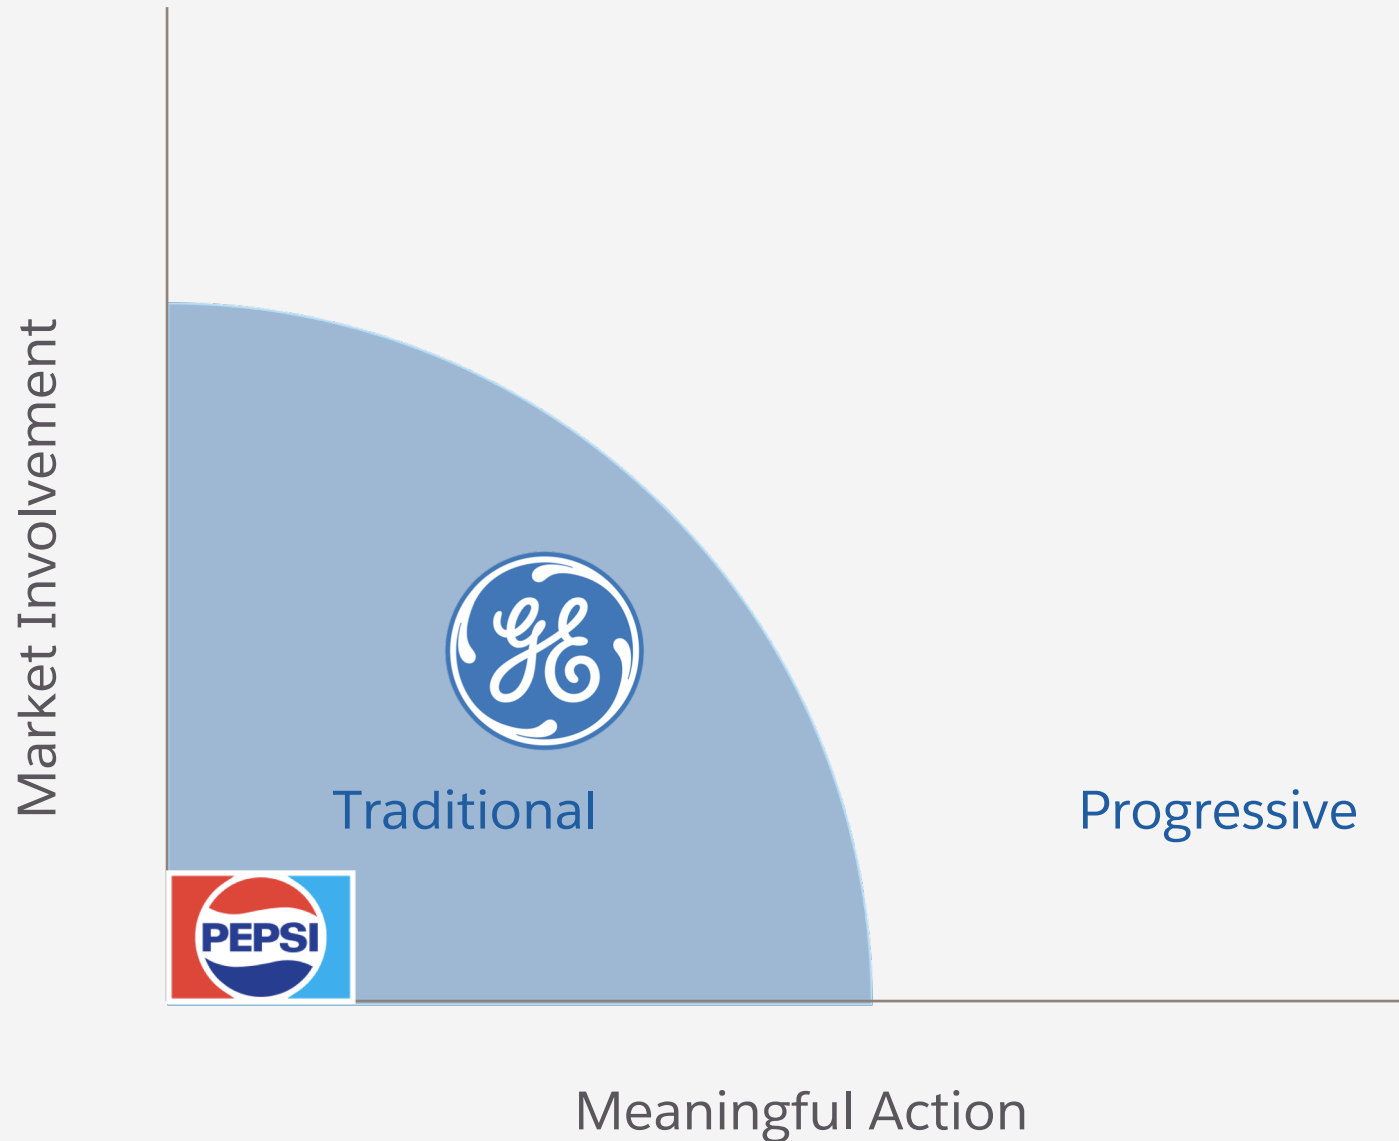 Market Involvement
GE
Traditional
Progressive
PEPSI
Meaningful Action